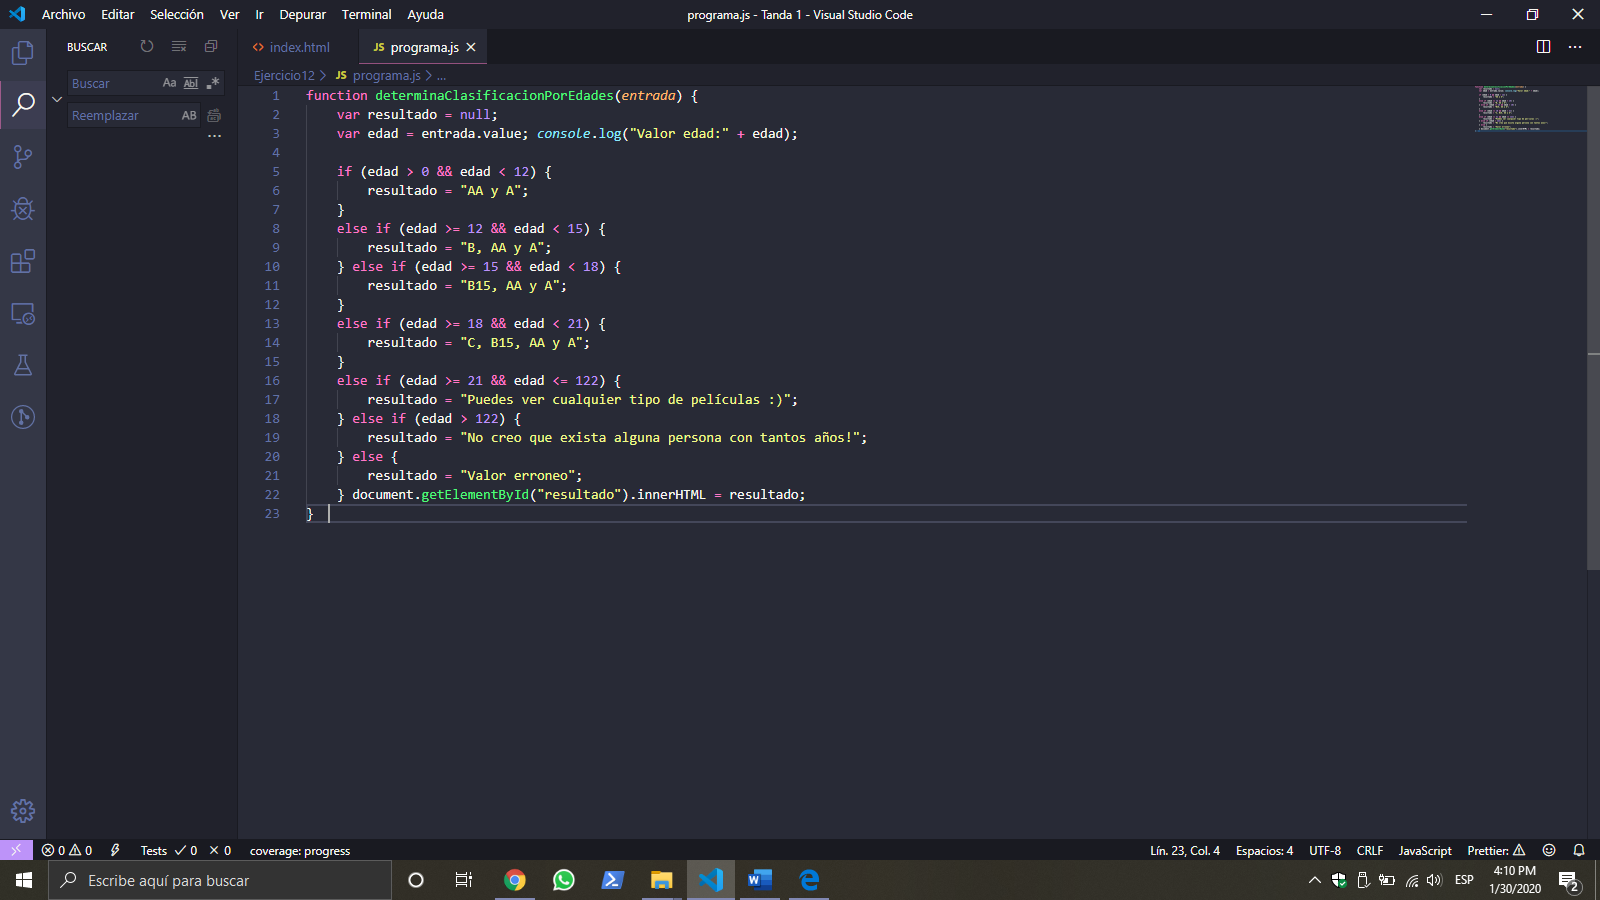 Archivo Editar Selección Ver Ir Depurar Terminal Ayuda
programa.js - Tanda 1 - Visual Studio Code
BUSCAR
Buscar Aa Abl .*
Reemplazar AB
...
index.html
JS programa.js
Ejercicio12 > JS programa.js > ...
1 function determinaClasificacionPorEdades(entrada) {
2 var resultado = null;
3 var edad = entrada.value; console.log("Valor edad:" + edad);
4
5 if (edad > 0 && edad < 12) {
6 resultado = "AA y A";
7 }
8 else if (edad >= 12 && edad < 15) {
9 resultado = "B, AA y A";
10 } else if (edad >= 15 && edad < 18) {
11 resultado = "B15, AA y A";
12 }
13 else if (edad >= 18 && edad < 21) {
14 resultado = "C, B15, AA y A";
15 }
16 else if (edad >= 21 && edad <= 122) {
17 resultado = "Puedes ver cualquier tipo de películas :)";
18 } else if (edad > 122) {
19 resultado = "No creo que exista alguna persona con tantos años!";
20 } else {
21 resultado = "Valor erroneo";
22 } document.getElementById("resultado").innerHTML = resultado;
23 }
0 0 Tests 0 0 coverage: progress
Lín. 23, Col. 4 Espacios: 4 UTF-8 CRLF JavaScript Prettier:
Escribe aquí para buscar
ESP
4:10 PM
1/30/2020
2